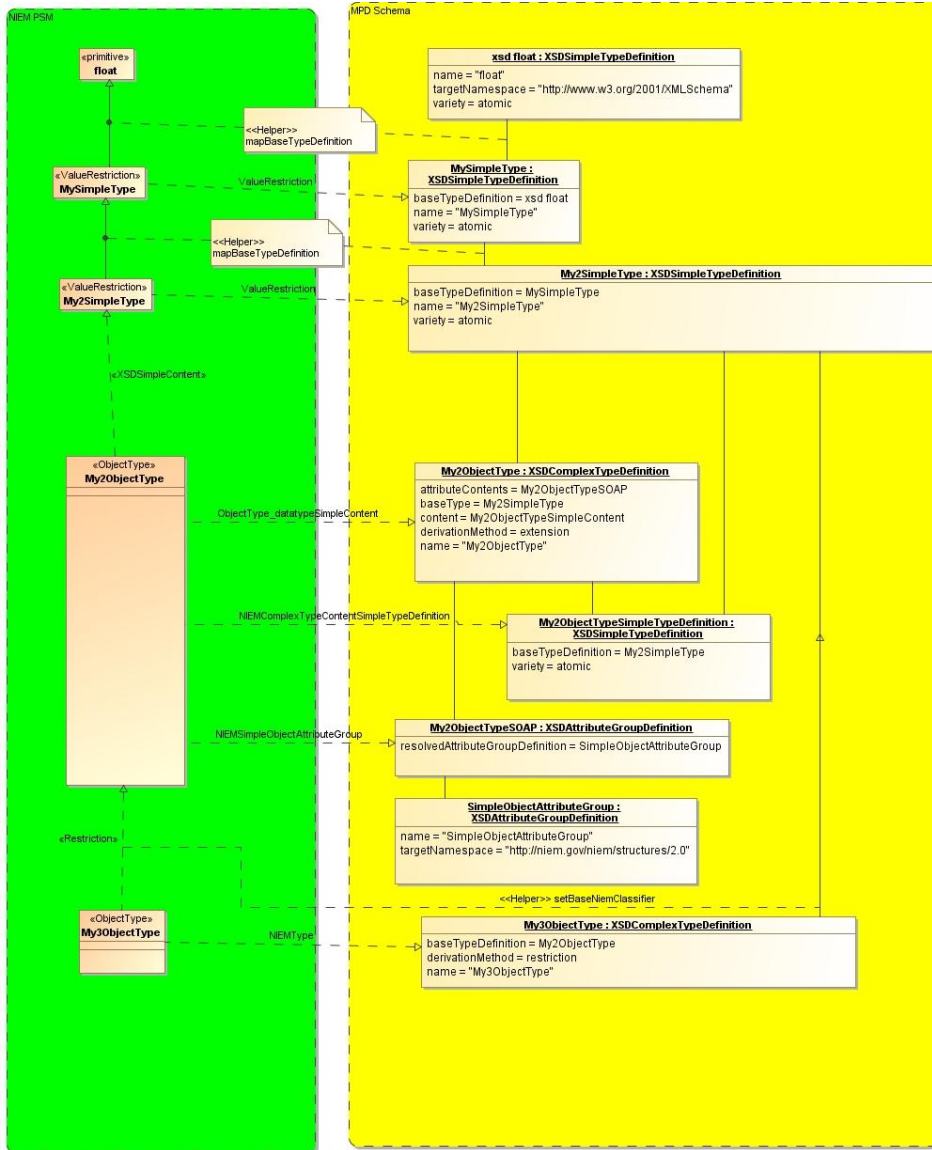 NIEM PSM
MPD Schema
«primitive»
float
xsd float : XSDSimpleTypeDefinition
name = "float"
targetNamespace = "http://www.w3.org/2001/XMLSchema"
variety = atomic
<<Helper>>
mapBaseTypeDefinition
«ValueRestriction»
MySimpleType
ValueRestriction
MySimpleType :
XSDSimpleTypeDefinition
baseTypeDefinition = xsd float
name = "MySimpleType"
variety = atomic
<<Helper>>
mapBaseTypeDefinition
«ValueRestriction»
My2SimpleType
ValueRestriction
My2SimpleType : XSDSimpleTypeDefinition
baseTypeDefinition = MySimpleType
name = "My2SimpleType"
variety = atomic
«XSDSimpleContent»
«ObjectType»
My2ObjectType
ObjectType_datatypeSimpleContent
My2ObjectType : XSDComplexTypeDefinition
attributeContents = My2ObjectTypeSOAP
baseType = My2SimpleType
content = My2ObjectTypeSimpleContent
derivationMethod = extension
name = "My2ObjectType"
NIEMComplexTypeContentSimpleTypeDefinition
My2ObjectTypeSimpleTypeDefinition :
XSDSimpleTypeDefinition
baseTypeDefinition = My2SimpleType
variety = atomic
NIEMSimpleObjectAttributeGroup
My2ObjectTypeSOAP : XSDAttributeGroupDefinition
resolvedAttributeGroupDefinition = SimpleObjectAttributeGroup
SimpleObjectAttributeGroup :
XSDAttributeGroupDefinition
name = "SimpleObjectAttributeGroup"
targetNamespace = "http://niem.gov/niem/structures/2.0"
«Restriction»
<<Helper>> setBaseNiemClassifier
«ObjectType»
My3ObjectType
NIEMType
My3ObjectType : XSDComplexTypeDefinition
baseTypeDefinition = My2ObjectType
derivationMethod = restriction
name = "My3ObjectType"